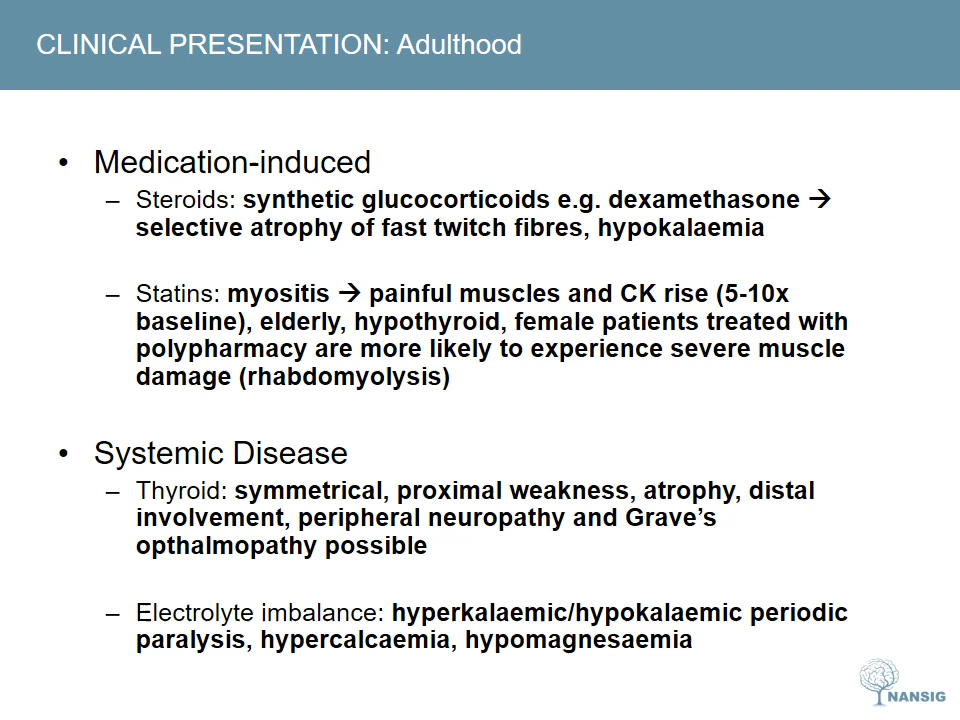 CLINICAL PRESENTATION: Adulthood
• Medication-induced
– Steroids: synthetic glucocorticoids e.g. dexamethasone →
selective atrophy of fast twitch fibres, hypokalaemia
– Statins: myositis → painful muscles and CK rise (5-10x
baseline), elderly, hypothyroid, female patients treated with
polypharmacy are more likely to experience severe muscle
damage (rhabdomyolysis)
• Systemic Disease
– Thyroid: symmetrical, proximal weakness, atrophy, distal
involvement, peripheral neuropathy and Grave’s
opthalmopathy possible
– Electrolyte imbalance: hyperkalaemic/hypokalaemic periodic
paralysis, hypercalcaemia, hypomagnesaemia
NANSIG